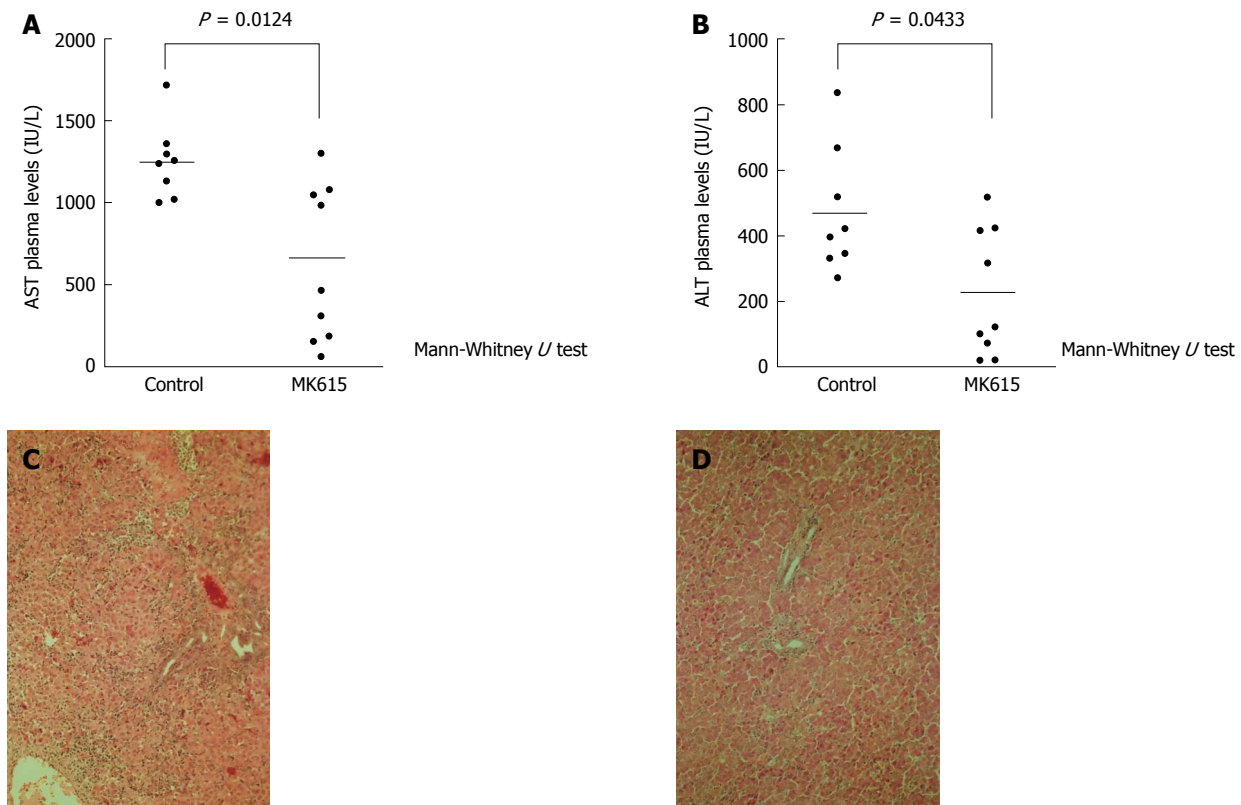 A
P = 0.0124
AST plasma levels (IU/L)
2000
1500
1000
500
0
Control
MK615
Mann-Whitney U test
B
P = 0.0433
ALT plasma levels (IU/L)
1000
800
600
400
200
0
Control
MK615
Mann-Whitney U test
C
D